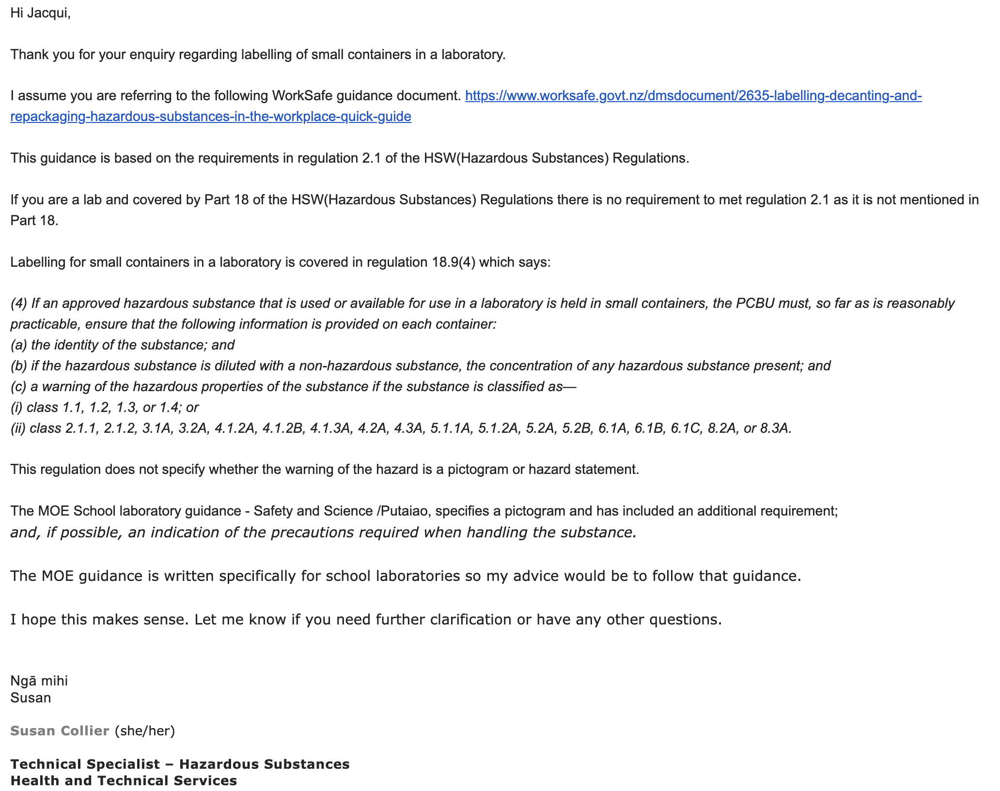 Hi Jacqui,
Thank you for your enquiry regarding labelling of small containers in a laboratory.
I assume you are referring to the following WorkSafe guidance document. https://www.worksafe.govt.nz/dmsdocument/2635-labelling-decanting-and-
repackaging-hazardous-substances-in-the-workplace-quick-guide
This guidance is based on the requirements in regulation 2.1 of the HSW(Hazardous Substances) Regulations.
If you are a lab and covered by Part 18 of the HSW(Hazardous Substances) Regulations there is no requirement to met regulation 2.1 as it is not mentioned in
Part 18.
Labelling for small containers in a laboratory is covered in regulation 18.9(4) which says:
(4) If an approved hazardous substance that is used or available for use in a laboratory is held in small containers, the PCBU must, so far as is reasonably
practicable, ensure that the following information is provided on each container:
(a) the identity of the substance; and
(b) if the hazardous substance is diluted with a non-hazardous substance, the concentration of any hazardous substance present; and
(c) a warning of the hazardous properties of the substance if the substance is classified as—
(i) class 1.1, 1.2, 1.3, or 1.4; or
(ii) class 2.1.1, 2.1.2, 3.1A, 3.2A, 4.1.2A, 4.1.2B, 4.1.3A, 4.2A, 4.3A, 5.1.1A, 5.1.2A, 5.2A, 5.2B, 6.1A, 6.1B, 6.1C, 8.2A, or 8.3A.
This regulation does not specify whether the warning of the hazard is a pictogram or hazard statement.
The MOE School laboratory guidance - Safety and Science /Putaiao, specifies a pictogram and has included an additional requirement;
and, if possible, an indication of the precautions required when handling the substance.
The MOE guidance is written specifically for school laboratories so my advice would be to follow that guidance.
I hope this makes sense. Let me know if you need further clarification or have any other questions.
Ngā mihi
Susan
Susan Collier (she/her)
Technical Specialist – Hazardous Substances
Health and Technical Services